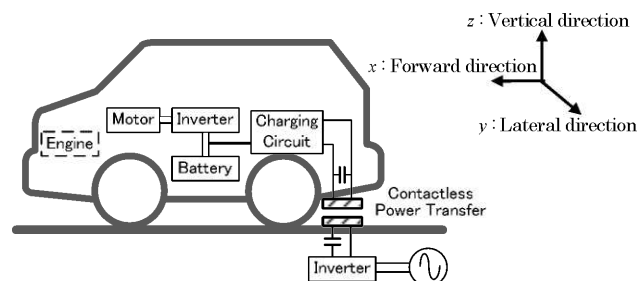 z : Vertical direction
x : Forward direction
y : Lateral direction
Motor
Inverter
Charging
Circuit
Engine
Battery
Contactless
Power Transfer
Inverter